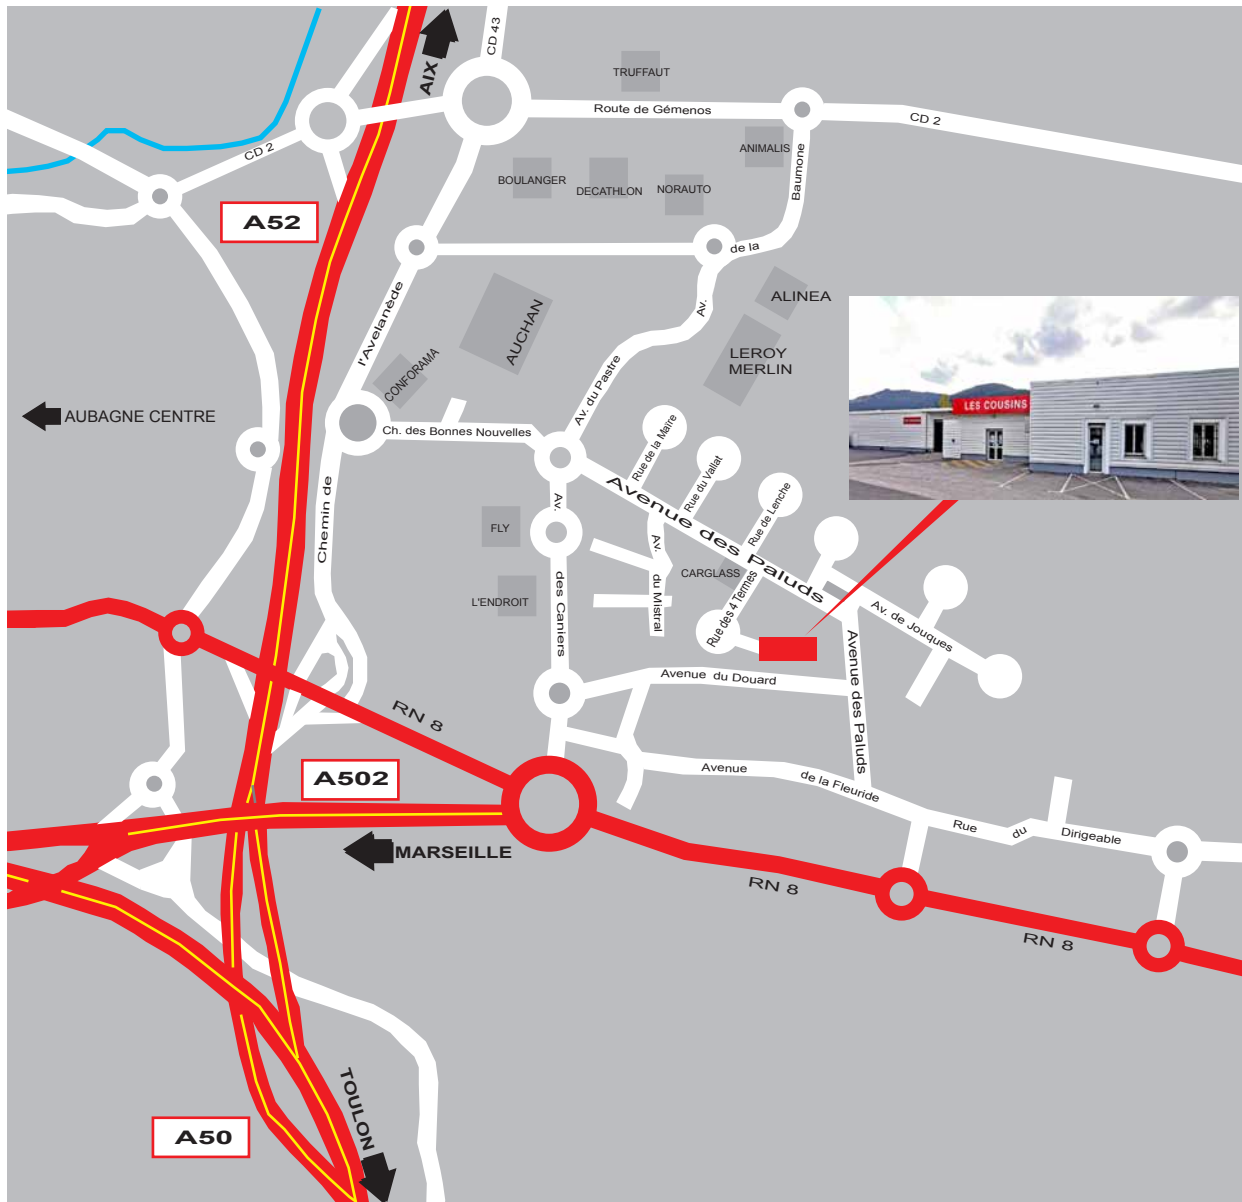 AIX
CD 43
TRUFFAUT
Route de Gémenos
CD 2
ANIMALIS
CD 2
BOULANGER
DECATHLON
NORAUTO
Baumone
de la
Av.
A52
l'Avelanède
Chemin de
AUCHAN
CONFORAMA
ALINEA
LEROY
MERLIN
LES COUSINS
AUBAGNE CENTRE
Av. du Pastre
Ch. des Bonnes Nouvelles
Rue de la Maïre
Rue du Vallat
Rue de Lenche
Avenue des Paluds
FLY
Av.
des Caniers
Av.
du Mistral
CARGLASS
Rue des 4 Termes
L'ENDROIT
Av. de Jouques
Avenue des Paluds
Avenue du Douard
RN 8
A502
Avenue
de la Fleuride
Rue
du
Dirigeable
MARSEILLE
RN 8
RN 8
TOULON
A50